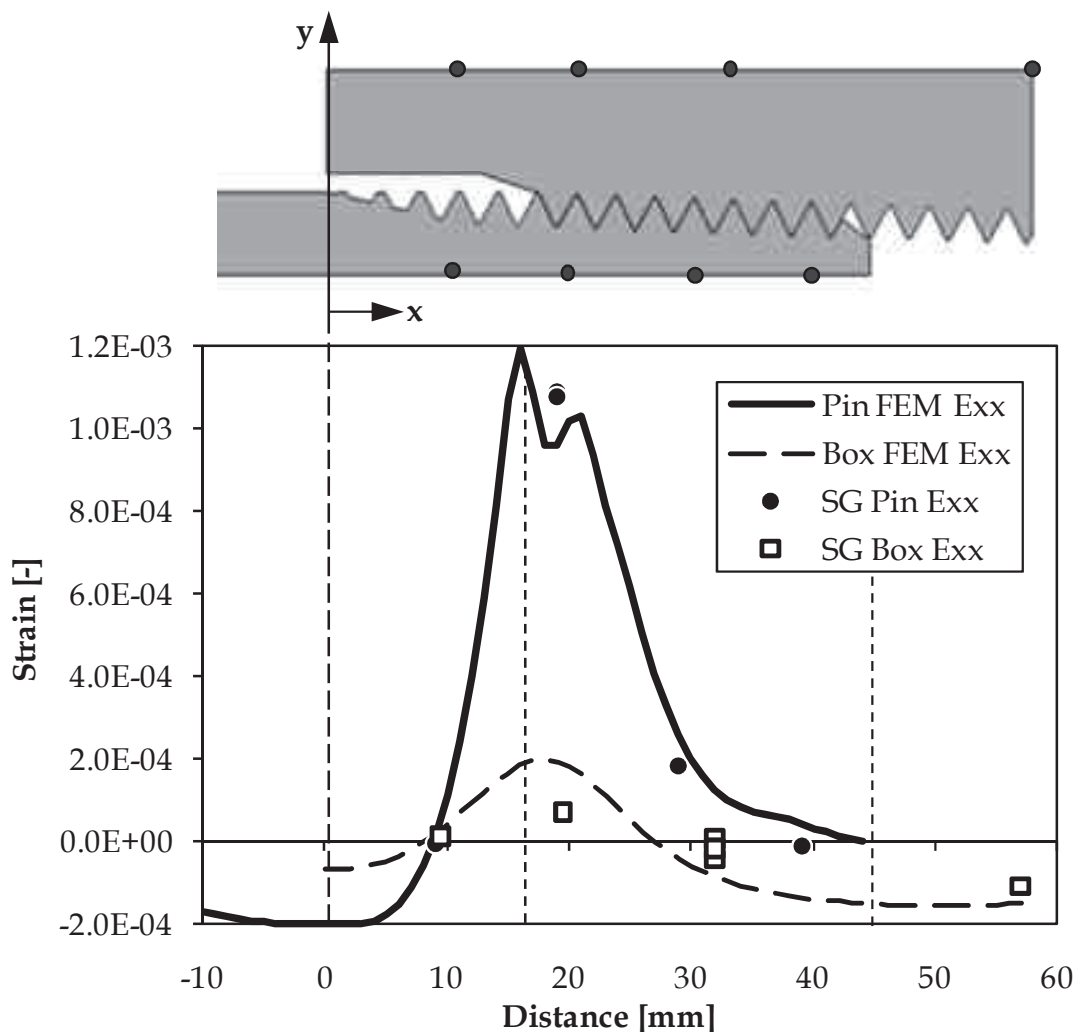 y
x
1.2E-03
1.0E-03
8.0E-04
6.0E-04
4.0E-04
2.0E-04
0.0E+00
-2.0E-04
Strain [-]
Pin FEM Exx
Box FEM Exx
SG Pin Exx
SG Box Exx
-10 0 10 20 30 40 50 60
Distance [mm]